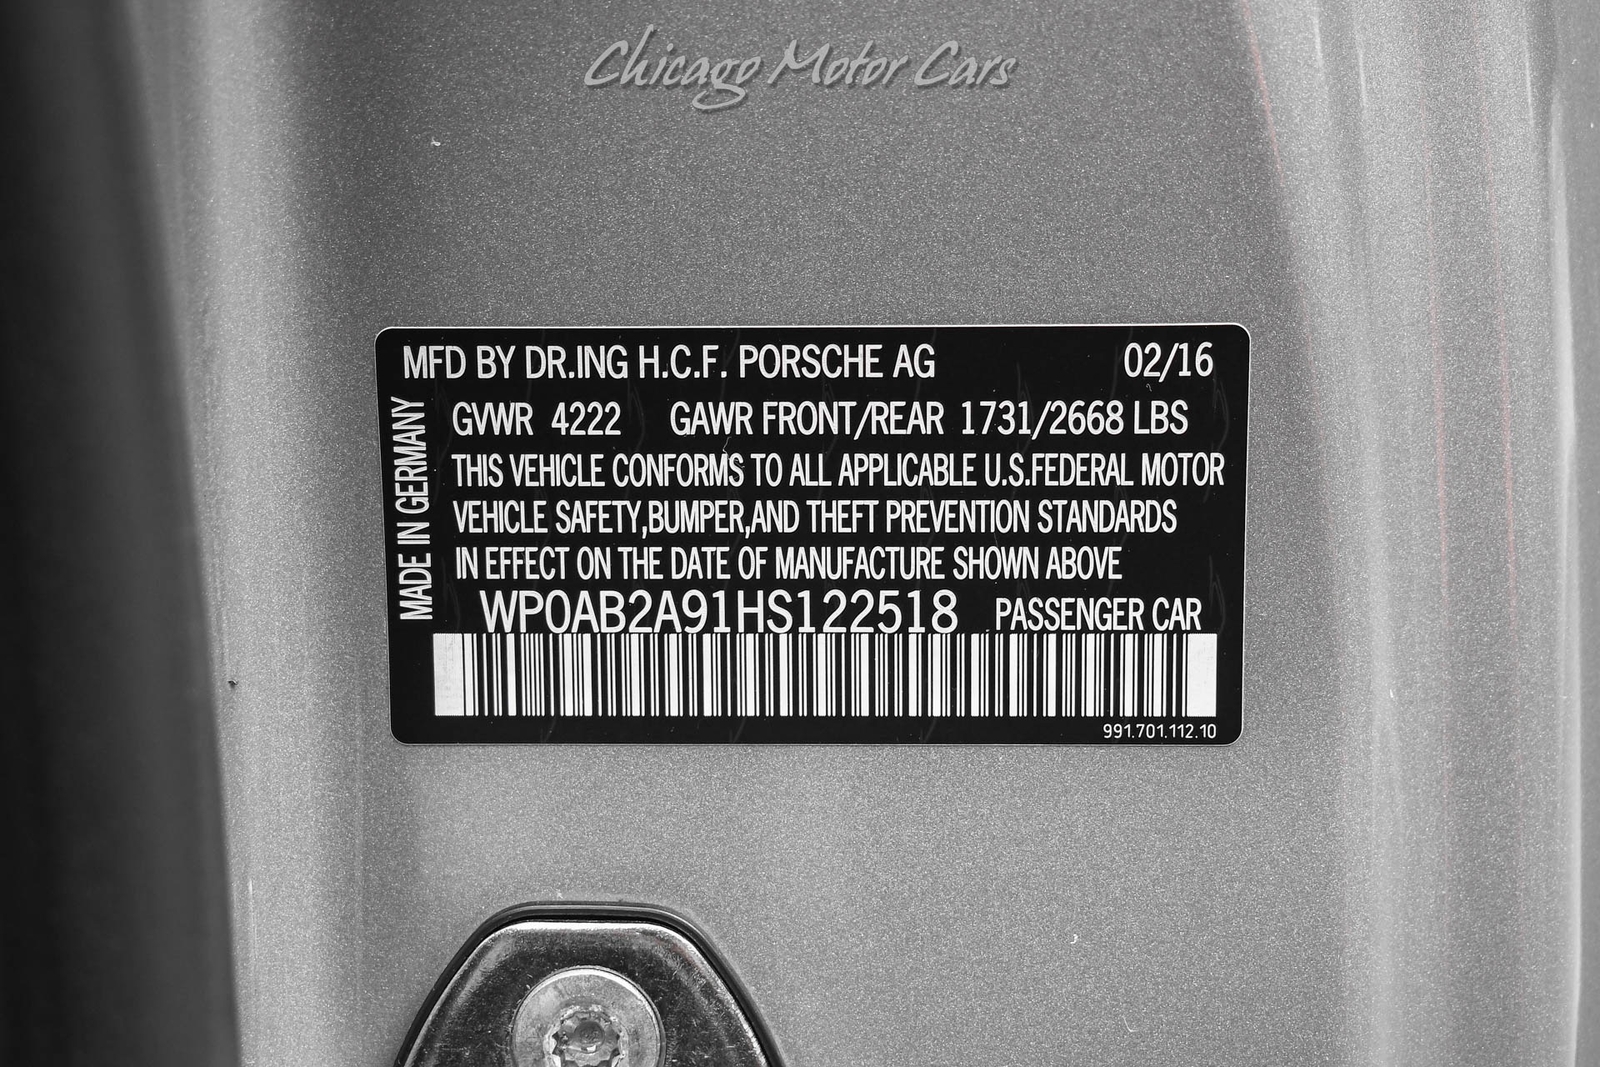 Chicago Motor Cars
MFD BY DR.ING H.C.F. PORSCHE AG 02/16
GVWR 4222 GAWR FRONT/REAR 1731/2668 LBS
THIS VEHICLE CONFORMS TO ALL APPLICABLE U.S.FEDERAL MOTOR
VEHICLE SAFETY,BUMPER,AND THEFT PREVENTION STANDARDS
IN EFFECT ON THE DATE OF MANUFACTURE SHOWN ABOVE
WP0AB2A91HS122518 PASSENGER CAR
991.701.112.10
MADE IN GERMANY